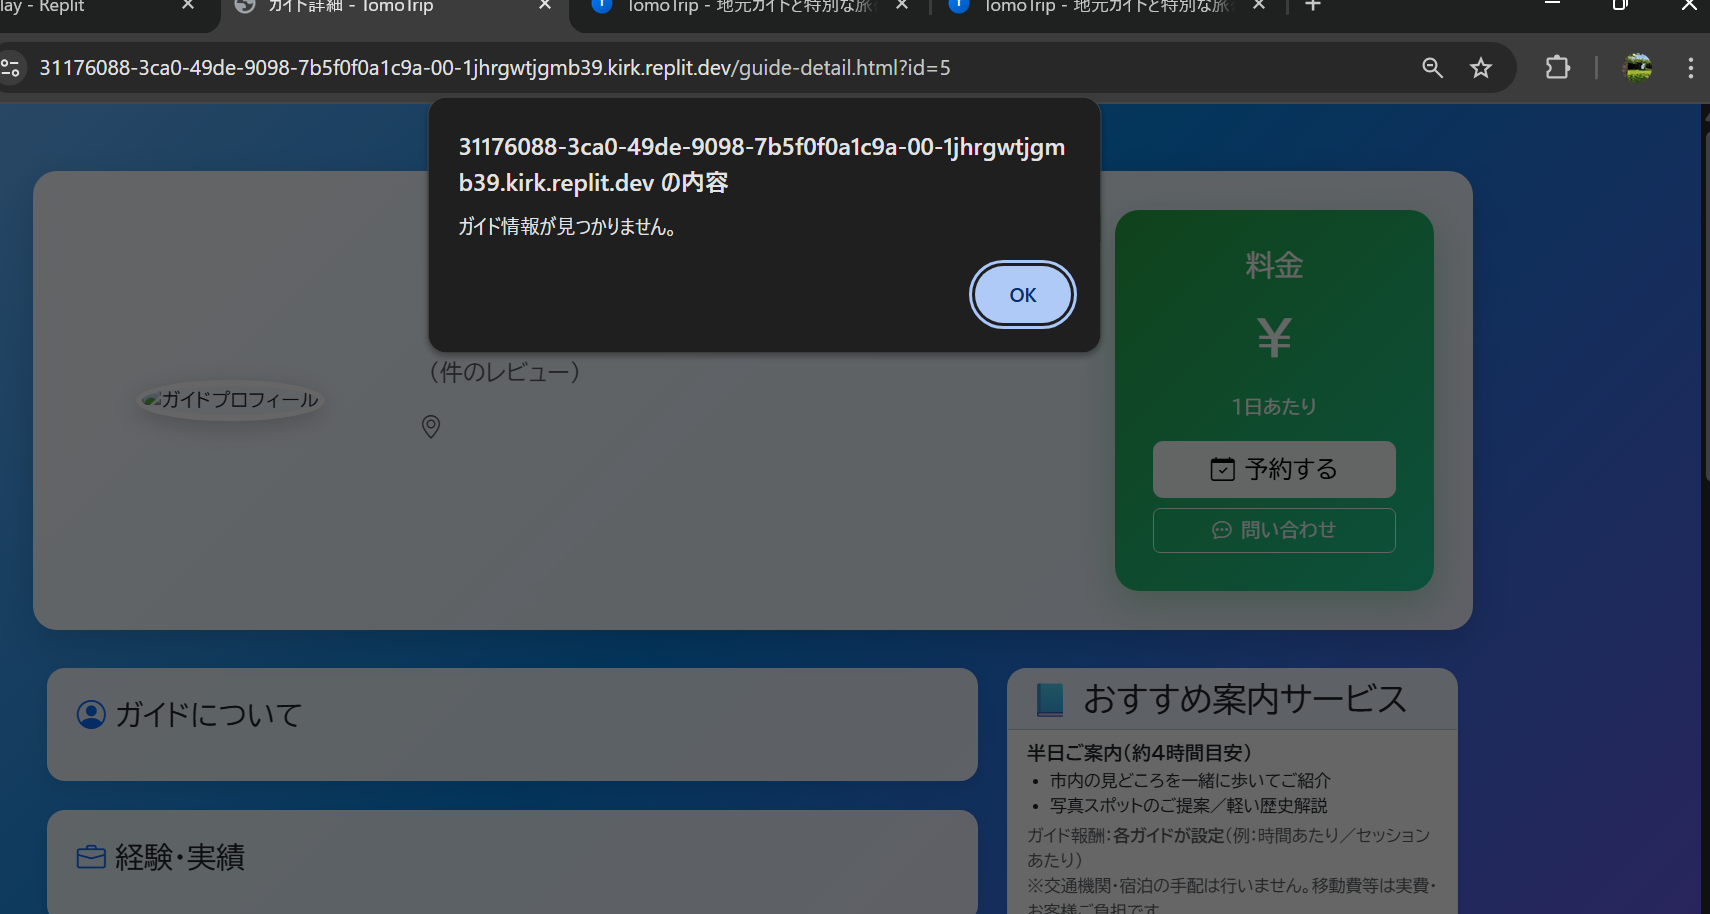 lay - Replit
ガイド詳細 - TomoTrip
TomoTrip - 地元ガイドと特別な旅
TomoTrip - 地元ガイドと特別な旅
31176088-3ca0-49de-9098-7b5f0f0a1c9a-00-1jhrgwtjgmb39.kirk.replit.dev/guide-detail.html?id=5
31176088-3ca0-49de-9098-7b5f0f0a1c9a-00-1jhrgwtjgm
b39.kirk.replit.dev の内容
ガイド情報が見つかりません。
OK
(件のレビュー)
ガイドプロフィール
料金
¥
1日あたり
予約する
問い合わせ
ガイドについて
経験・実績
おすすめ案内サービス
半日ご案内(約4時間目安)
• 市内の見どころを一緒に歩いてご紹介
• 写真スポットのご提案／軽い歴史解説
ガイド報酬：各ガイドが設定(例：時間あたり／セッション
あたり)
※交通機関・宿泊の手配は行いません。移動費等は実費・
お客様ご負担です